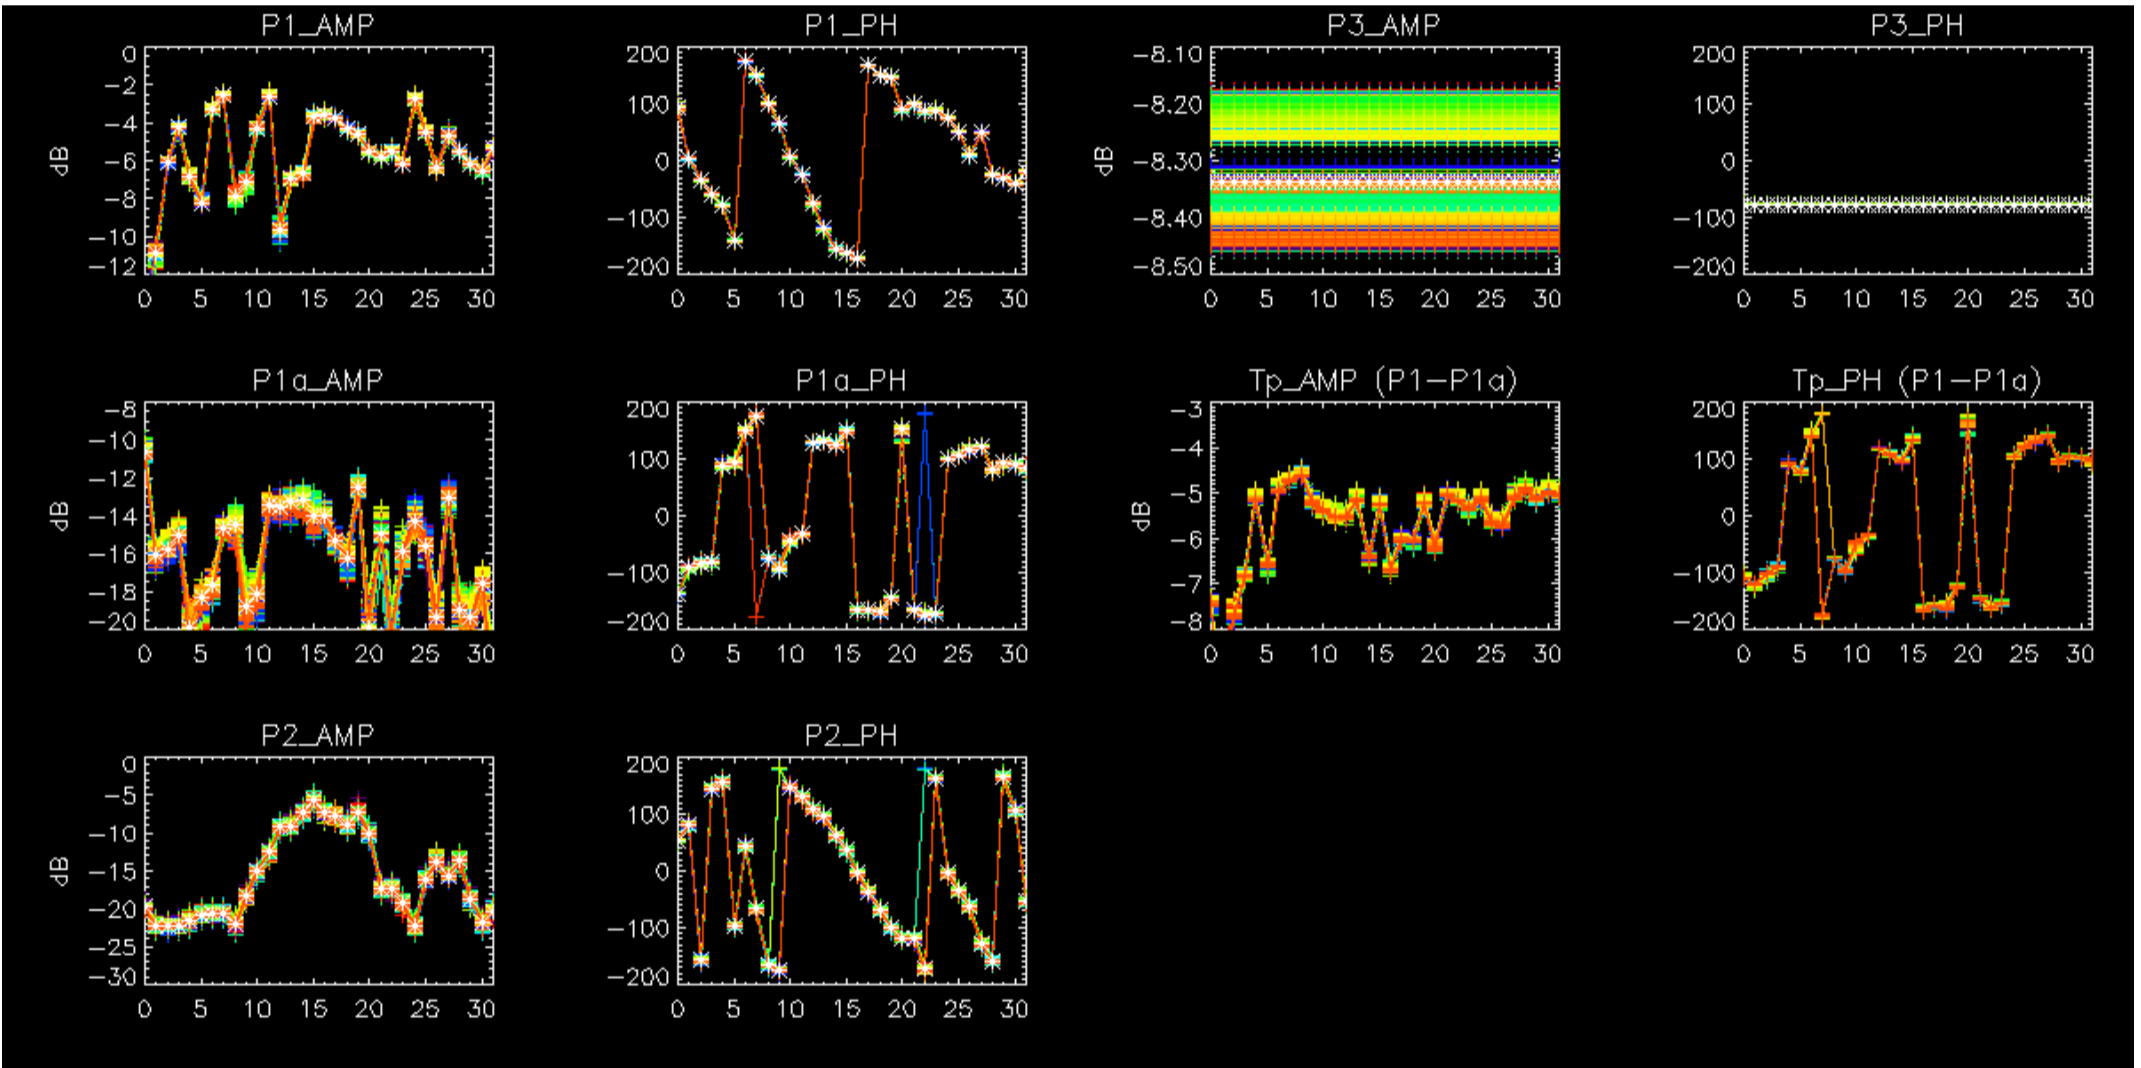 P1_AMP
0
-2
-4
-6
-8
-10
-12
dB
0 5 10 15 20 25 30
P1_PH
200
100
0
-100
-200
0 5 10 15 20 25 30
P3_AMP
-8.10
-8.20
-8.30
-8.40
-8.50
dB
0 5 10 15 20 25 30
P3_PH
200
100
0
-100
-200
0 5 10 15 20 25 30
P1a_AMP
-8
-10
-12
-14
-16
-18
-20
dB
0 5 10 15 20 25 30
P1a_PH
200
100
0
-100
-200
0 5 10 15 20 25 30
Tp_AMP (P1-P1a)
-3
-4
-5
-6
-7
-8
dB
0 5 10 15 20 25 30
Tp_PH (P1-P1a)
200
100
0
-100
-200
0 5 10 15 20 25 30
P2_AMP
0
-5
-10
-15
-20
-25
-30
dB
0 5 10 15 20 25 30
P2_PH
200
100
0
-100
-200
0 5 10 15 20 25 30